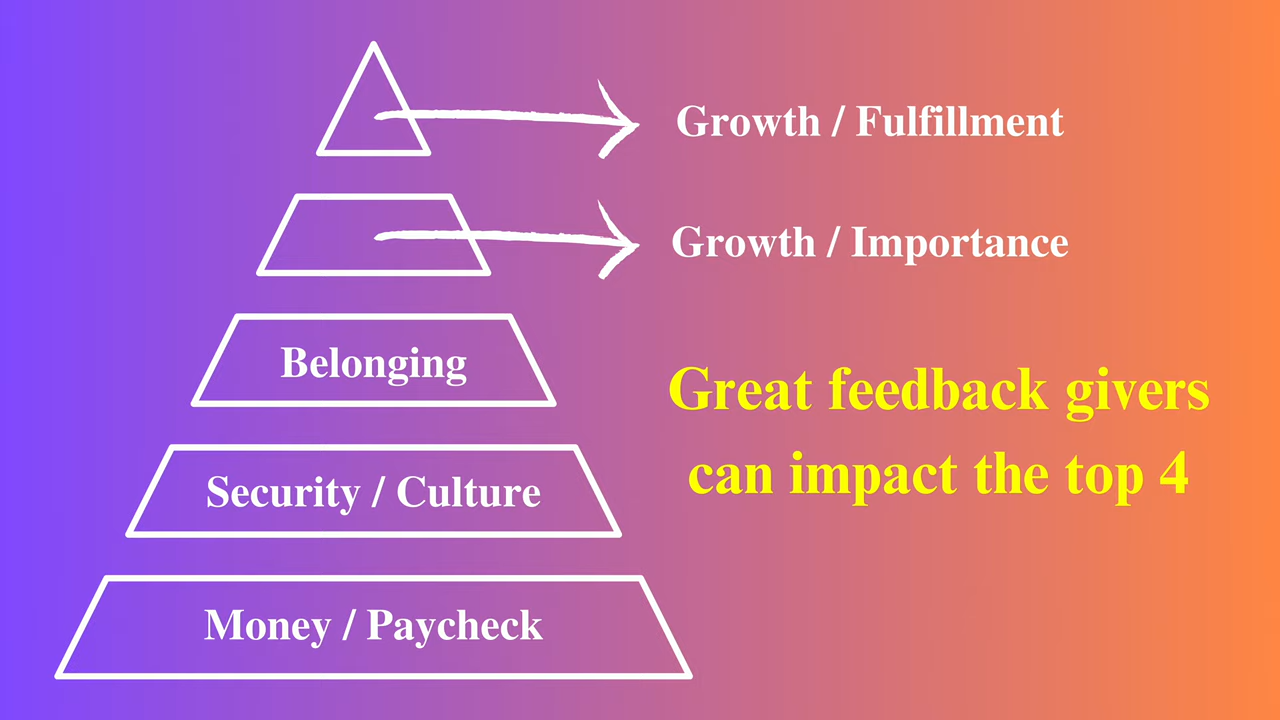 Growth / Fulfillment
Growth / Importance
Belonging
Great feedback givers
can impact the top 4
Security / Culture
Money / Paycheck